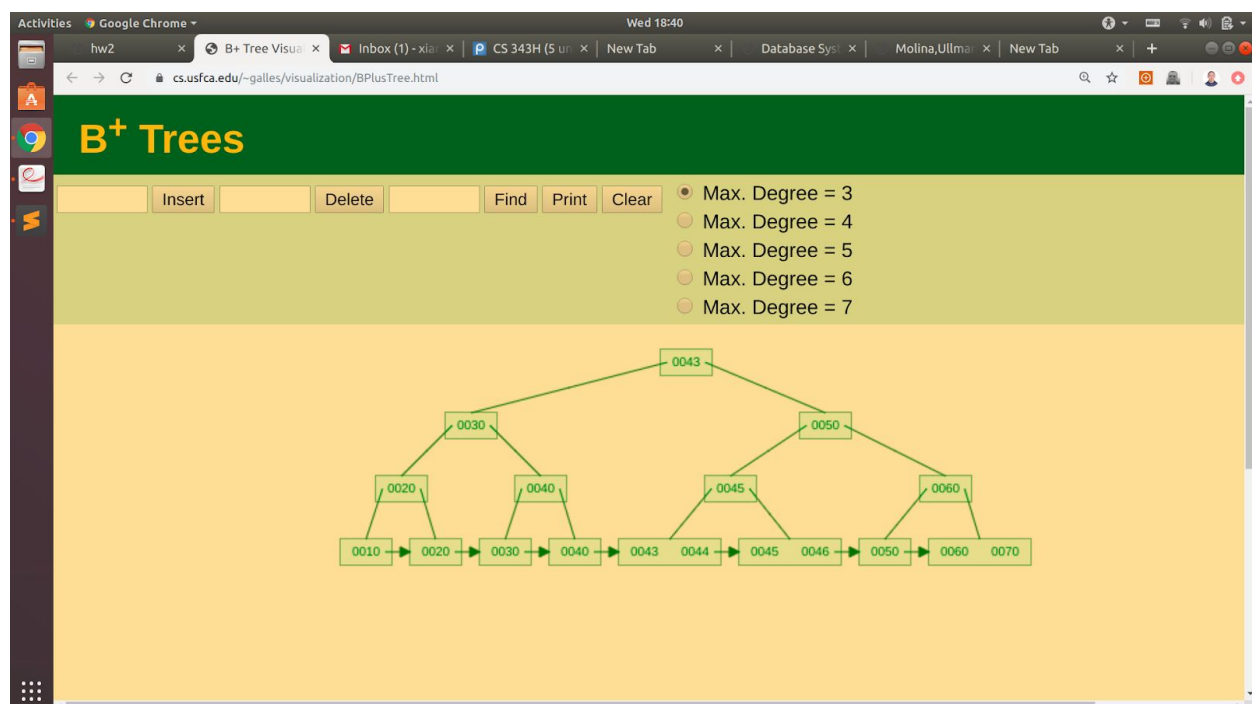 Activities Google Chrome Wed 18:40
hw2 B+ Tree Visua Inbox (1) - xiar CS 343H (5 un New Tab Database Sys Molina,Ullmar New Tab
cs.usfca.edu/~galles/visualization/BPlusTree.html
B+ Trees
Insert Delete Find Print Clear
Max. Degree = 3
Max. Degree = 4
Max. Degree = 5
Max. Degree = 6
Max. Degree = 7
0043
0030 0050
0020 0040 0045 0060
0010 0020 0030 0040 0043 0044 0045 0046 0050 0060 0070